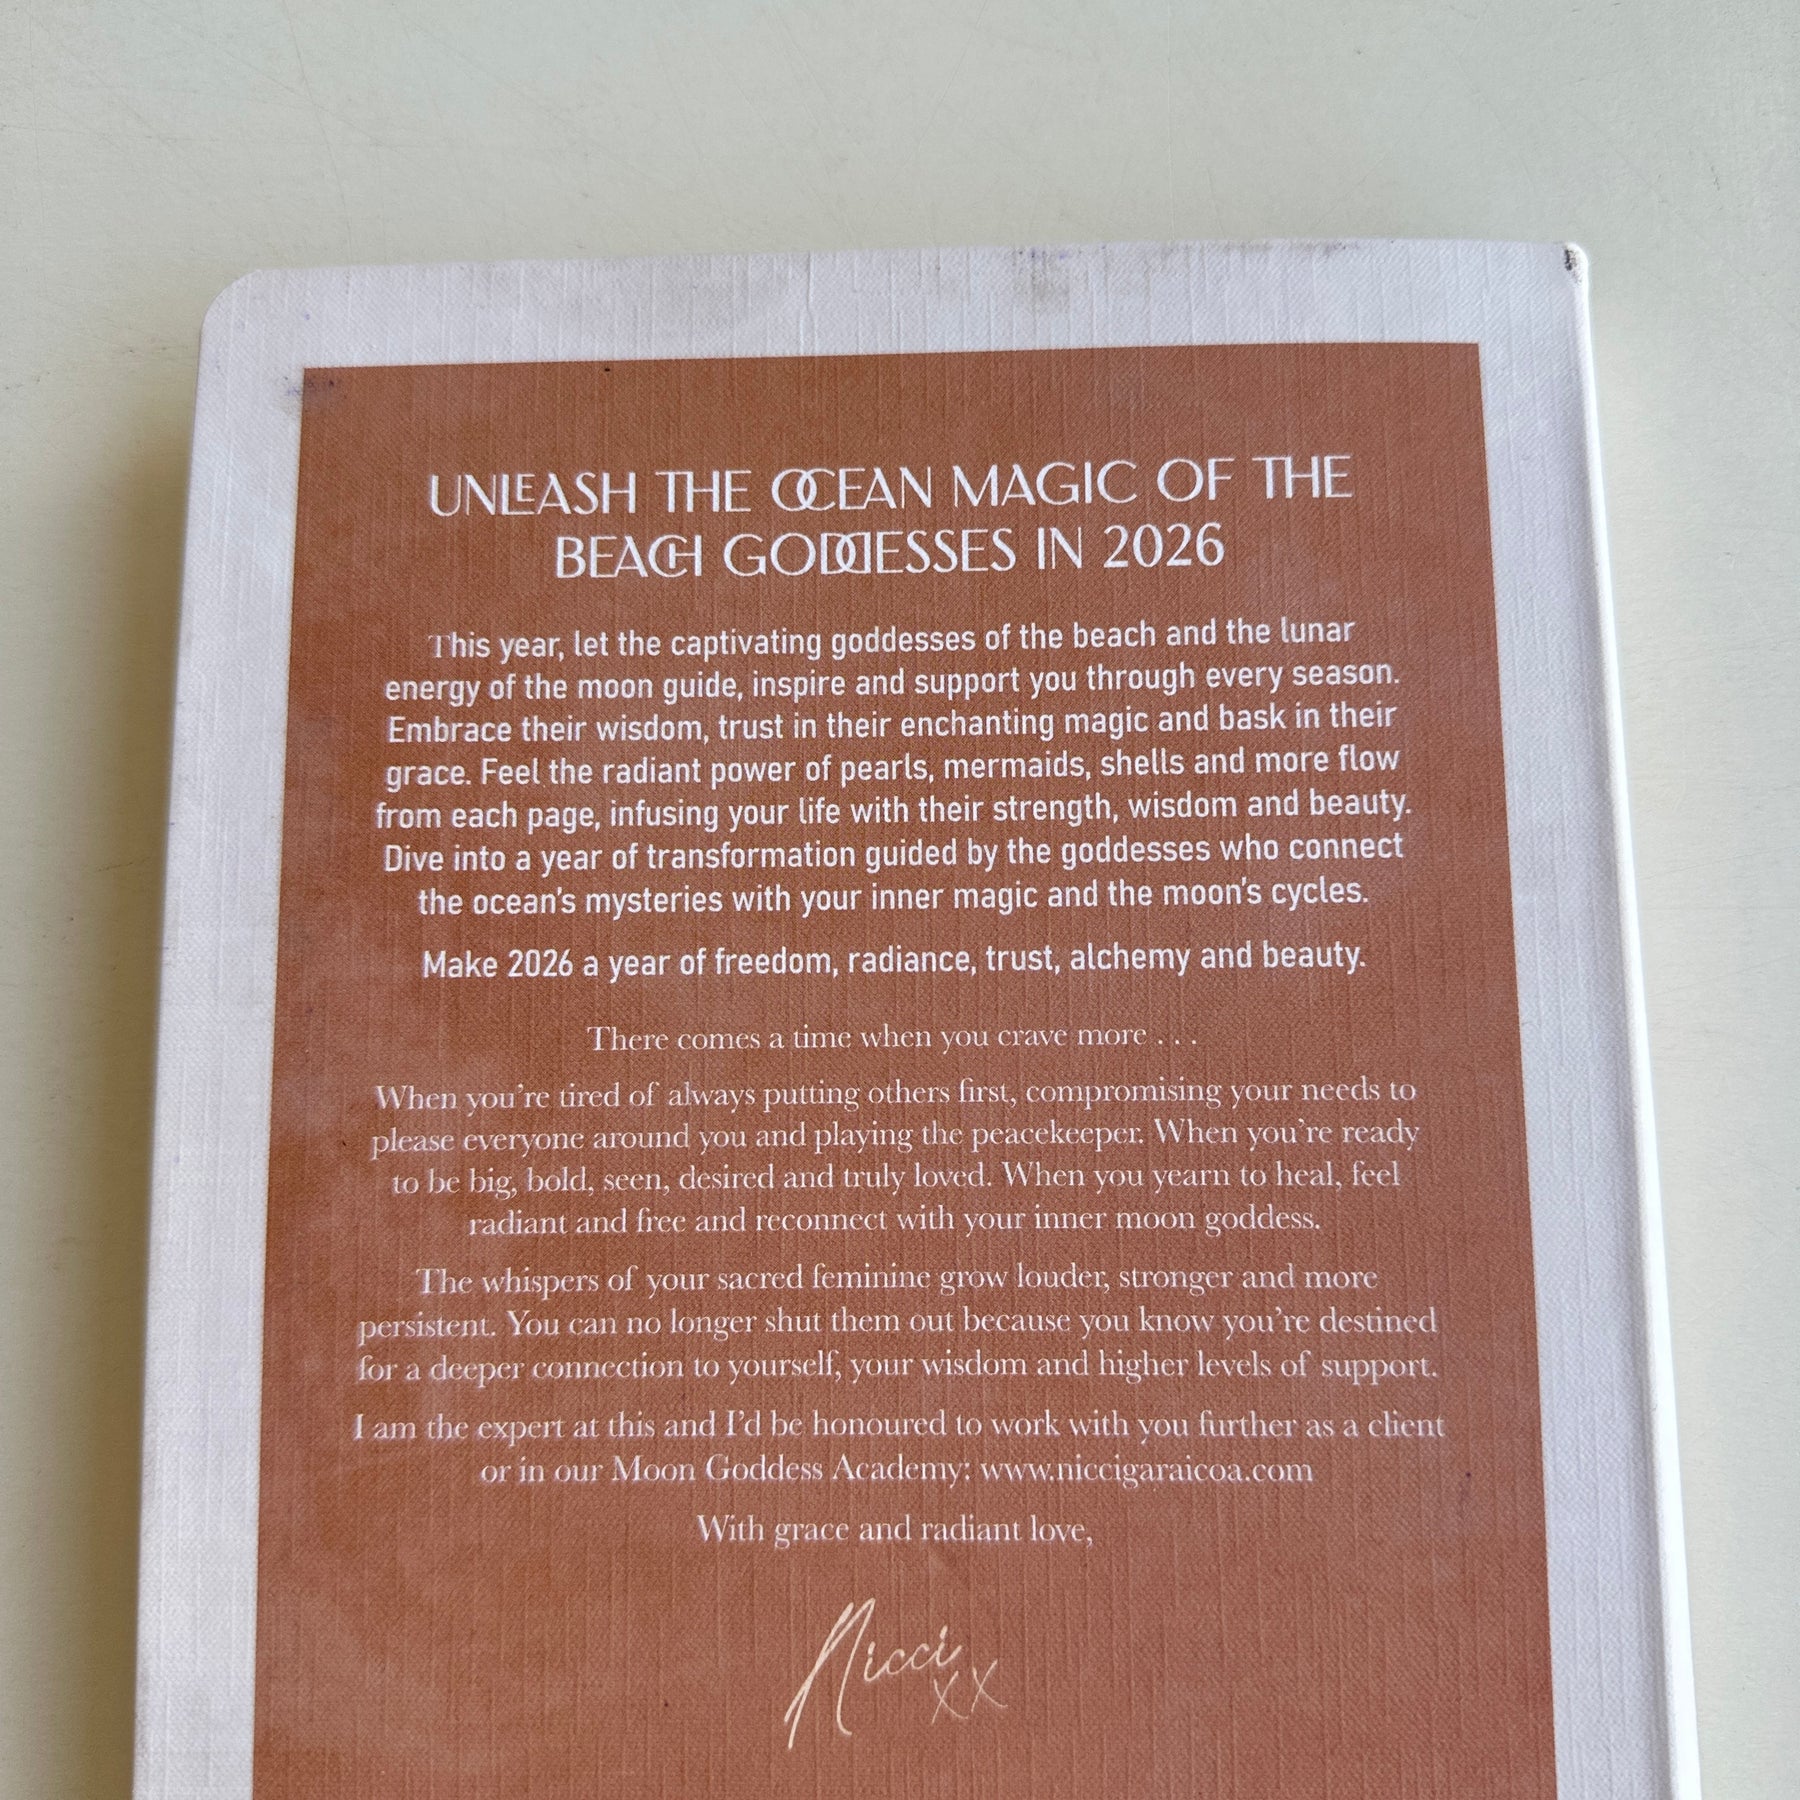 UNLEASH THE OCEAN MAGIC OF THE
BEACH GODDESSES IN 2026
This year, let the captivating goddesses of the beach and the lunar
energy of the moon guide, inspire and support you through every season.
Embrace their wisdom, trust in their enchanting magic and bask in their
grace. Feel the radiant power of pearls, mermaids, shells and more flow
from each page, infusing your life with their strength, wisdom and beauty.
Dive into a year of transformation guided by the goddesses who connect
the ocean's mysteries with your inner magic and the moon's cycles.
Make 2026 a year of freedom, radiance, trust, alchemy and beauty.
There comes a time when you crave more . . .
When you're tired of always putting others first, compromising your needs to
please everyone around you and playing the peacekeeper. When you're ready
to be big, bold, seen, desired and truly loved. When you yearn to heal, feel
radiant and free and reconnect with your inner moon goddess.
The whispers of your sacred feminine grow louder, stronger and more
persistent. You can no longer shut them out because you know you're destined
for a deeper connection to yourself, your wisdom and higher levels of support.
I am the expert at this and I'd be honoured to work with you further as a client
or in our Moon Goddess Academy: www.niccigaraicoa.com
With grace and radiant love,
Nicci
xx